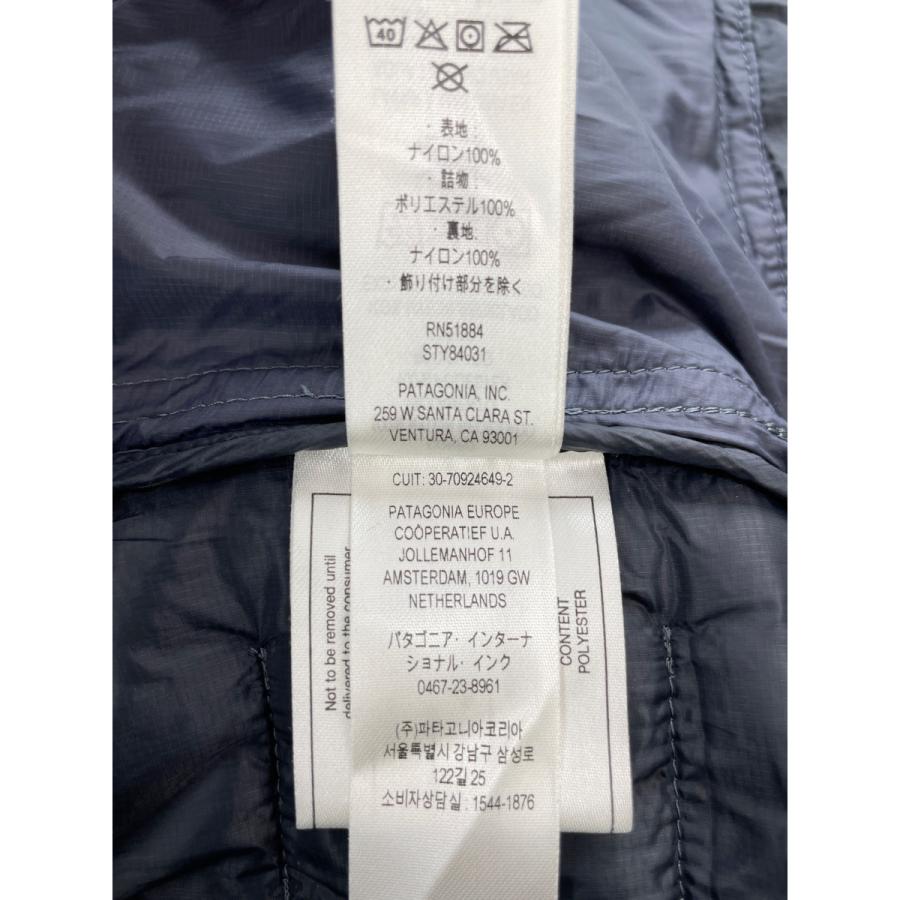 40
・表地:
ナイロン100%
・詰物:
ポリエステル100%
・裏地:
ナイロン100%
・飾り付け部分を除く
RN51884
STY84031
PATAGONIA, INC.
259 W SANTA CLARA ST.
VENTURA, CA 93001
CUIT: 30-70924649-2
PATAGONIA EUROPE
COÖPERATIEF U.A.
JOLLEMANHOF 11
AMSTERDAM, 1019 GW
NETHERLANDS
パタゴニア・インターナ
ショナル・インク
0467-23-8961
(주)파타고니아코리아
서울특별시 강남구 삼성로
122길 25
소비자상담실 : 1544-1876
Not to be removed until
delivered to the consumer
CONTENT
POLYESTER